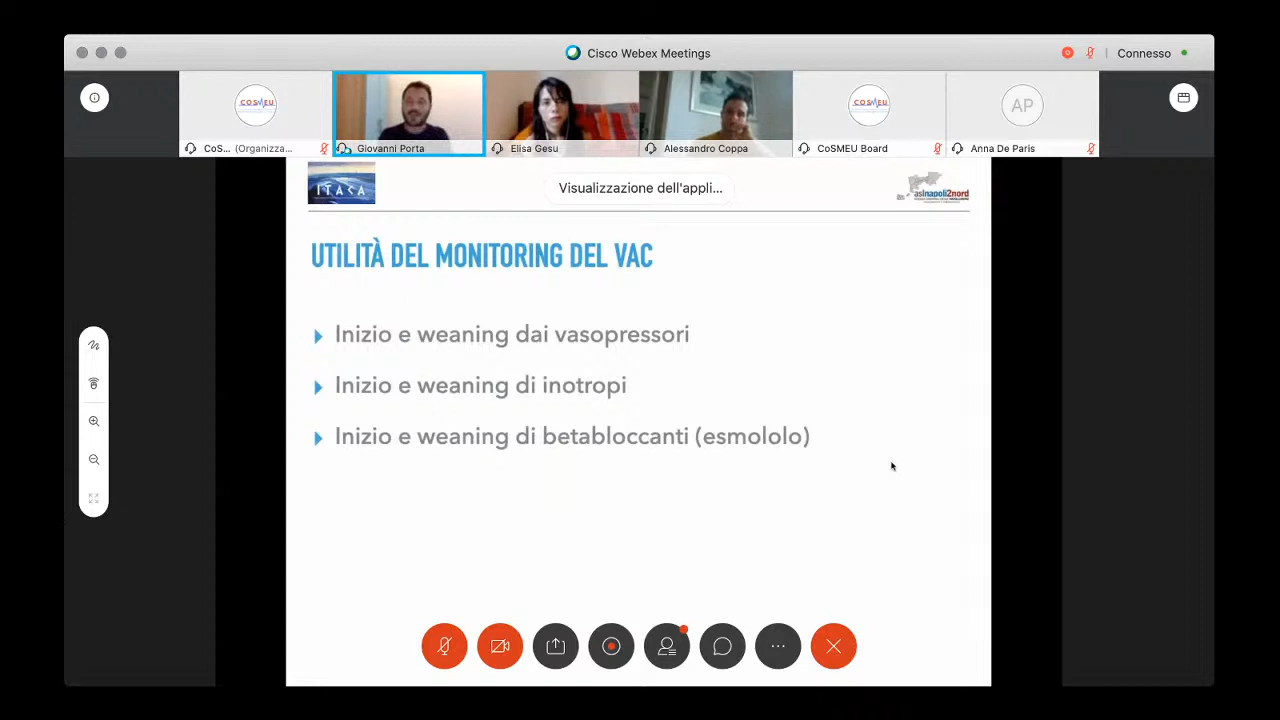 Cisco Webex Meetings
Connesso
COSMEU
COSMEU
AP
CoS... (Organizza...
Giovanni Porta
Elisa Gesu
Alessandro Coppa
CoSMEU Board
Anna De Paris
ITACA
Visualizzazione dell'appli...
aslnapoli2nord
UTILITÀ DEL MONITORING DEL VAC
Inizio e weaning dai vasopressori
Inizio e weaning di inotropi
Inizio e weaning di betabloccanti (esmololo)